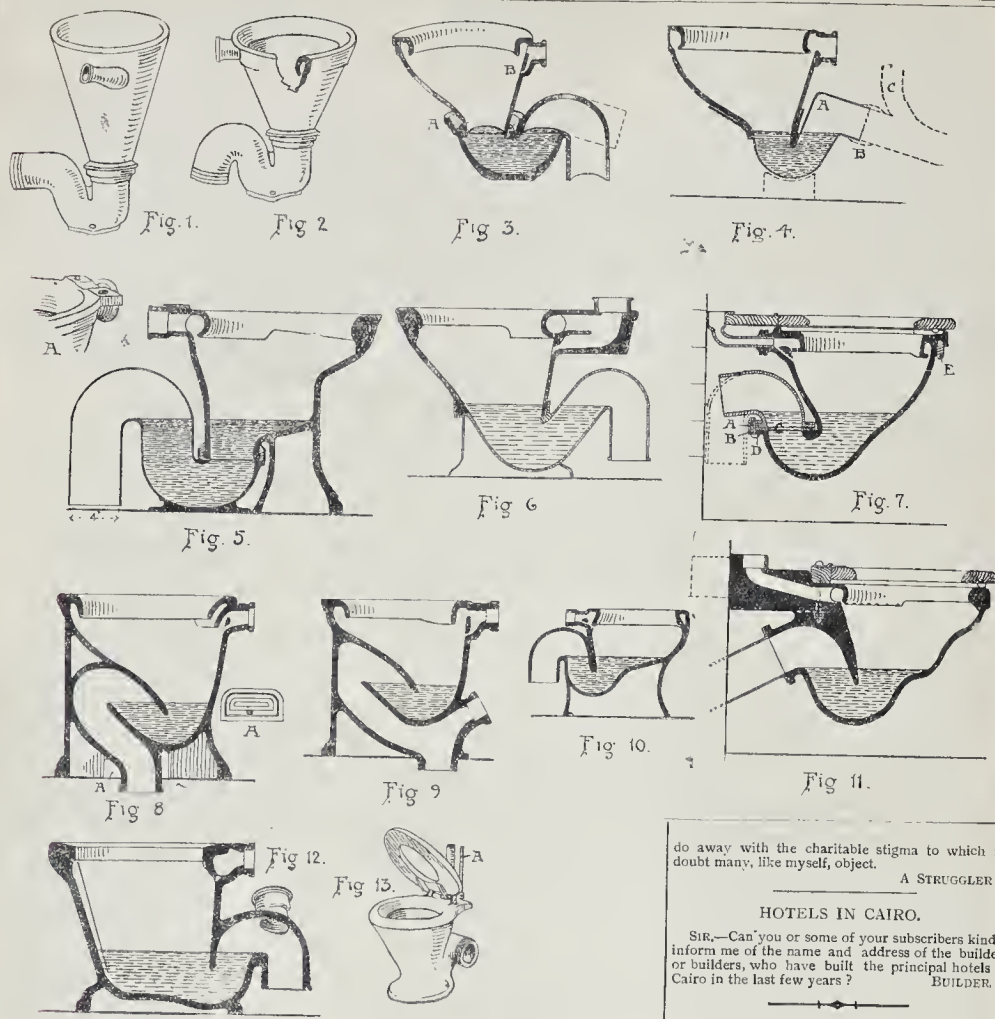 Fig. 1.
Fig 2
A
B
A
Fig 3.
A
B
C
Fig. 4.
A
4"
Fig. 5.
Fig 6
A
B
C
D
E
Fig. 7.
A
A
Fig 8
Fig 9
Fig 10.
Fig 11.
Fig 12.
Fig 13.
A
do away with the charitable stigma to which
doubt many, like myself, object.
A STRUGGLER
HOTELS IN CAIRO.
SIR,—Can you or some of your subscribers kind
inform me of the name and address of the builde
or builders, who have built the principal hotels
Cairo in the last few years ? BUILDER.